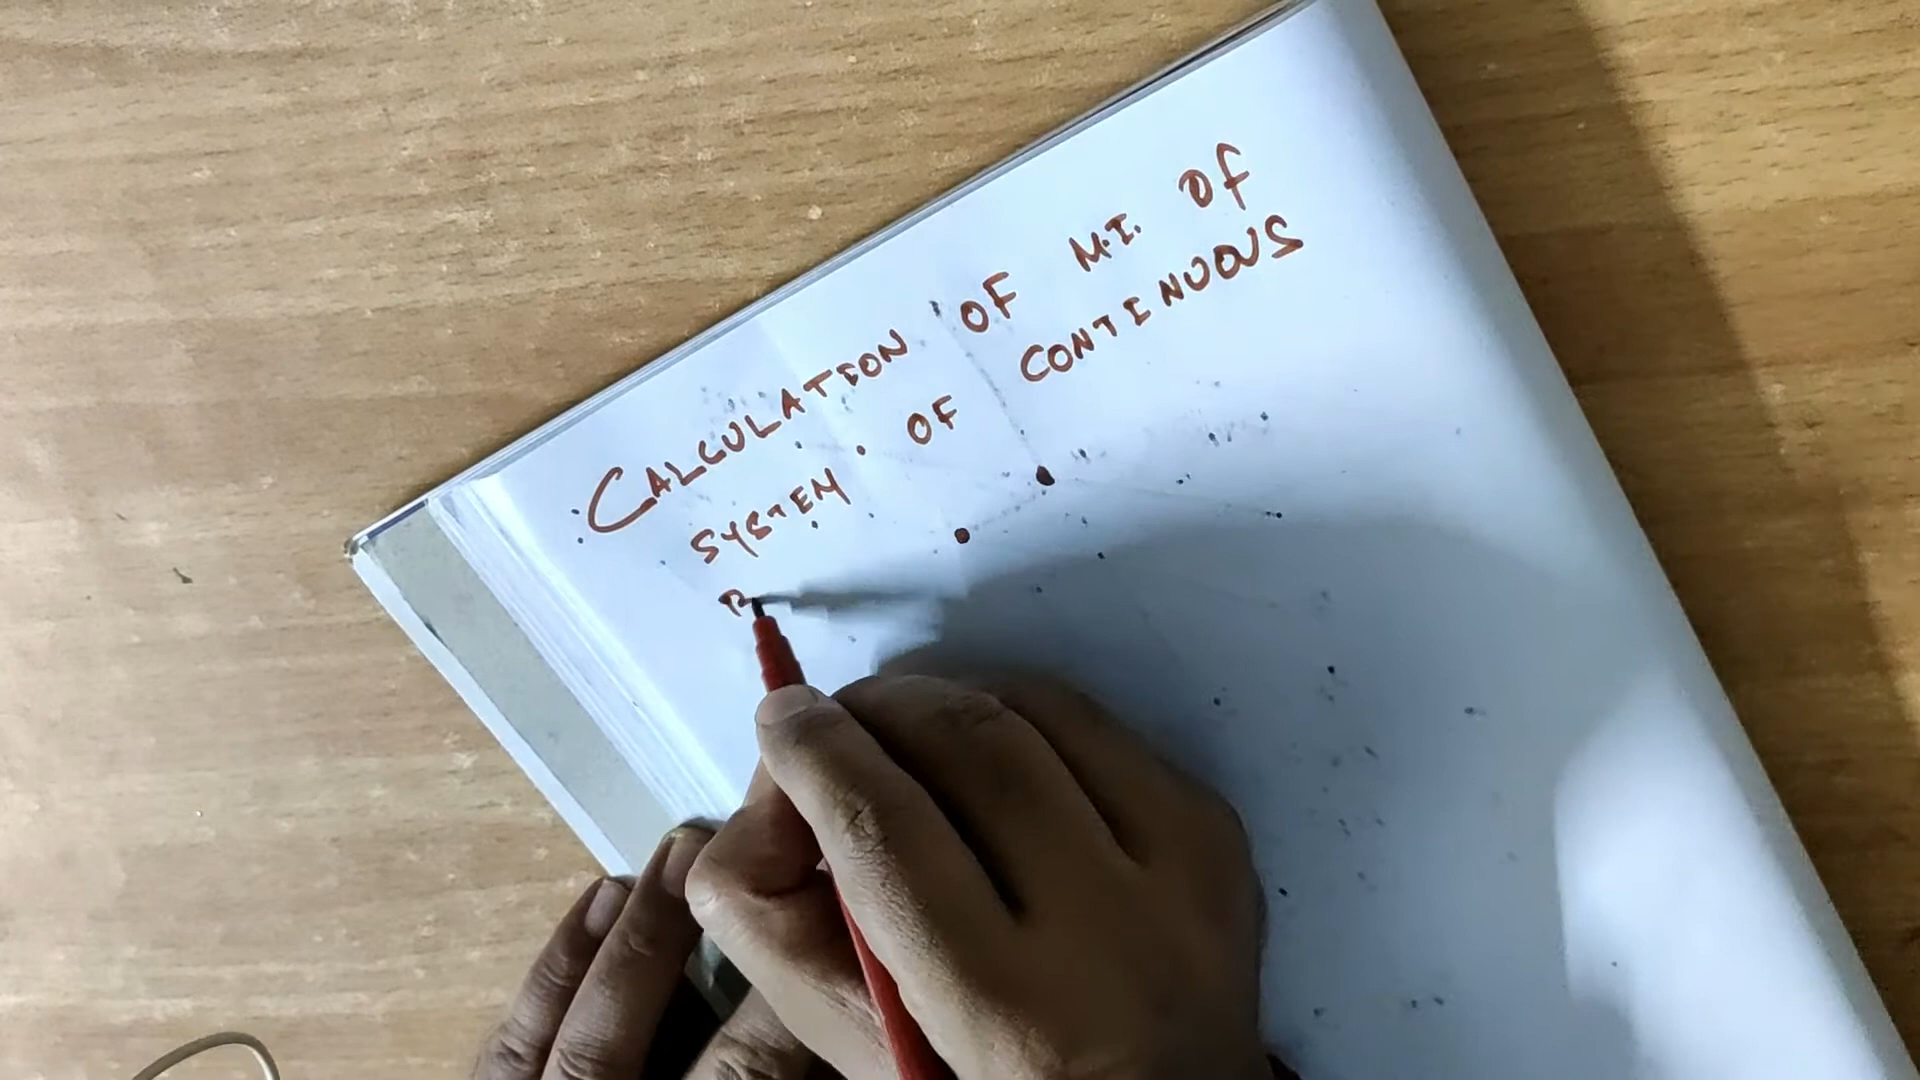 CALCULATION OF M.I. Of
SYSTEM OF CONTINUOUS